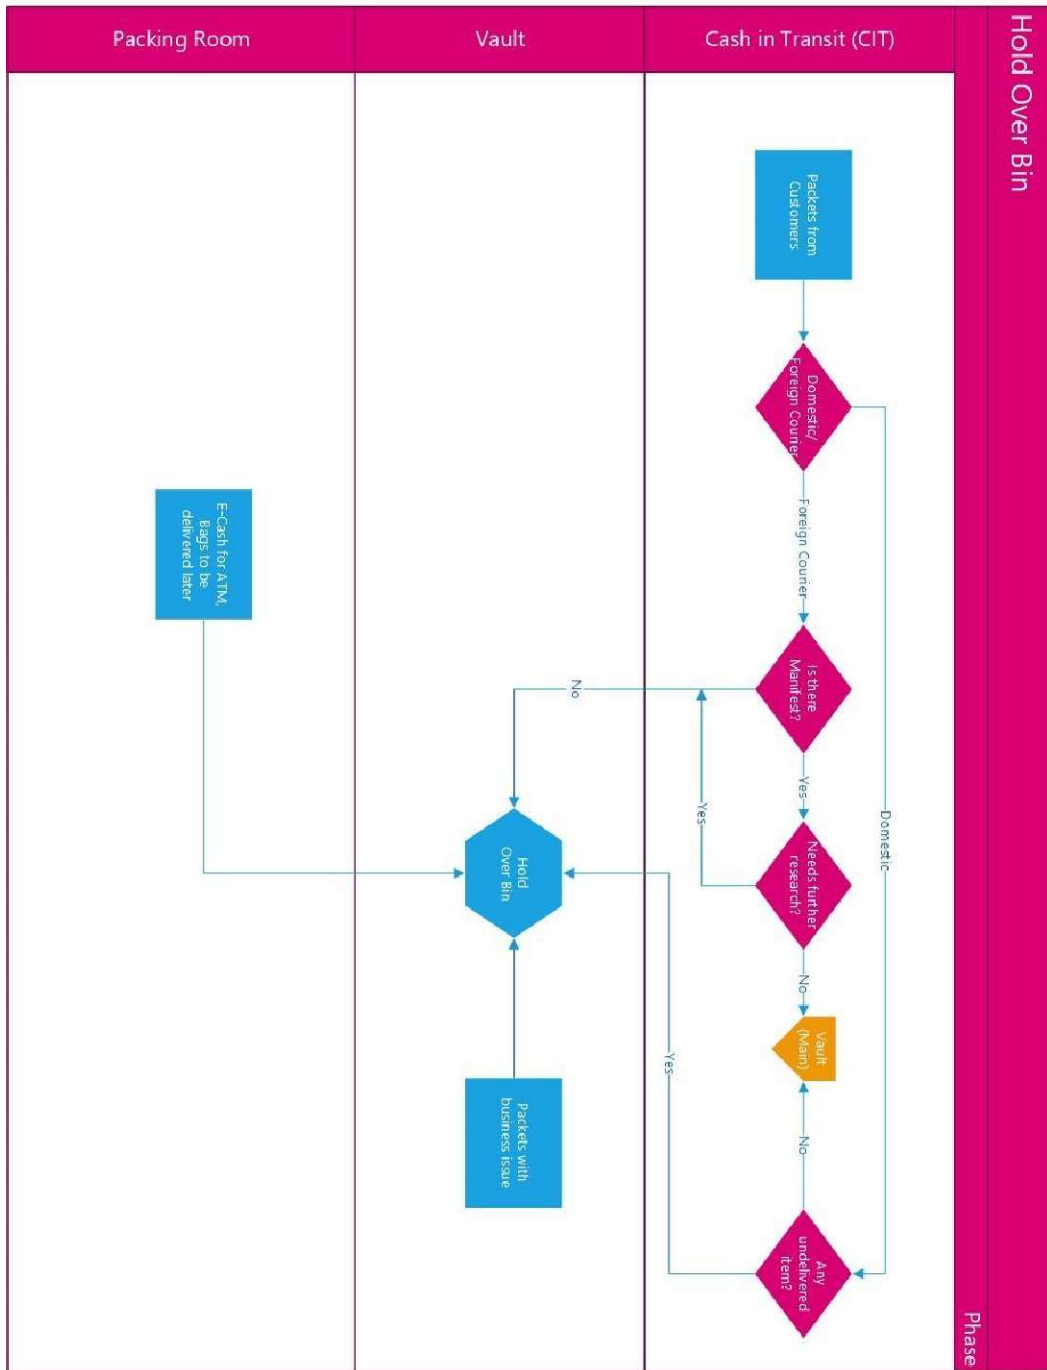 Hold Over Bin
Phase
Cash in Transit (CIT)
Vault
Packing Room
Packets from
Customers
Domestic/
Foreign Courier
Foreign Courier
Domestic
Is there
Manifest?
Yes
No
Needs further
research?
Yes
No
Vault
(Main)
No
Any
undelivered
item?
Yes
Hold
Over Bin
Packets with
business issue
E-Cash for ATM,
Bags to be
delivered later